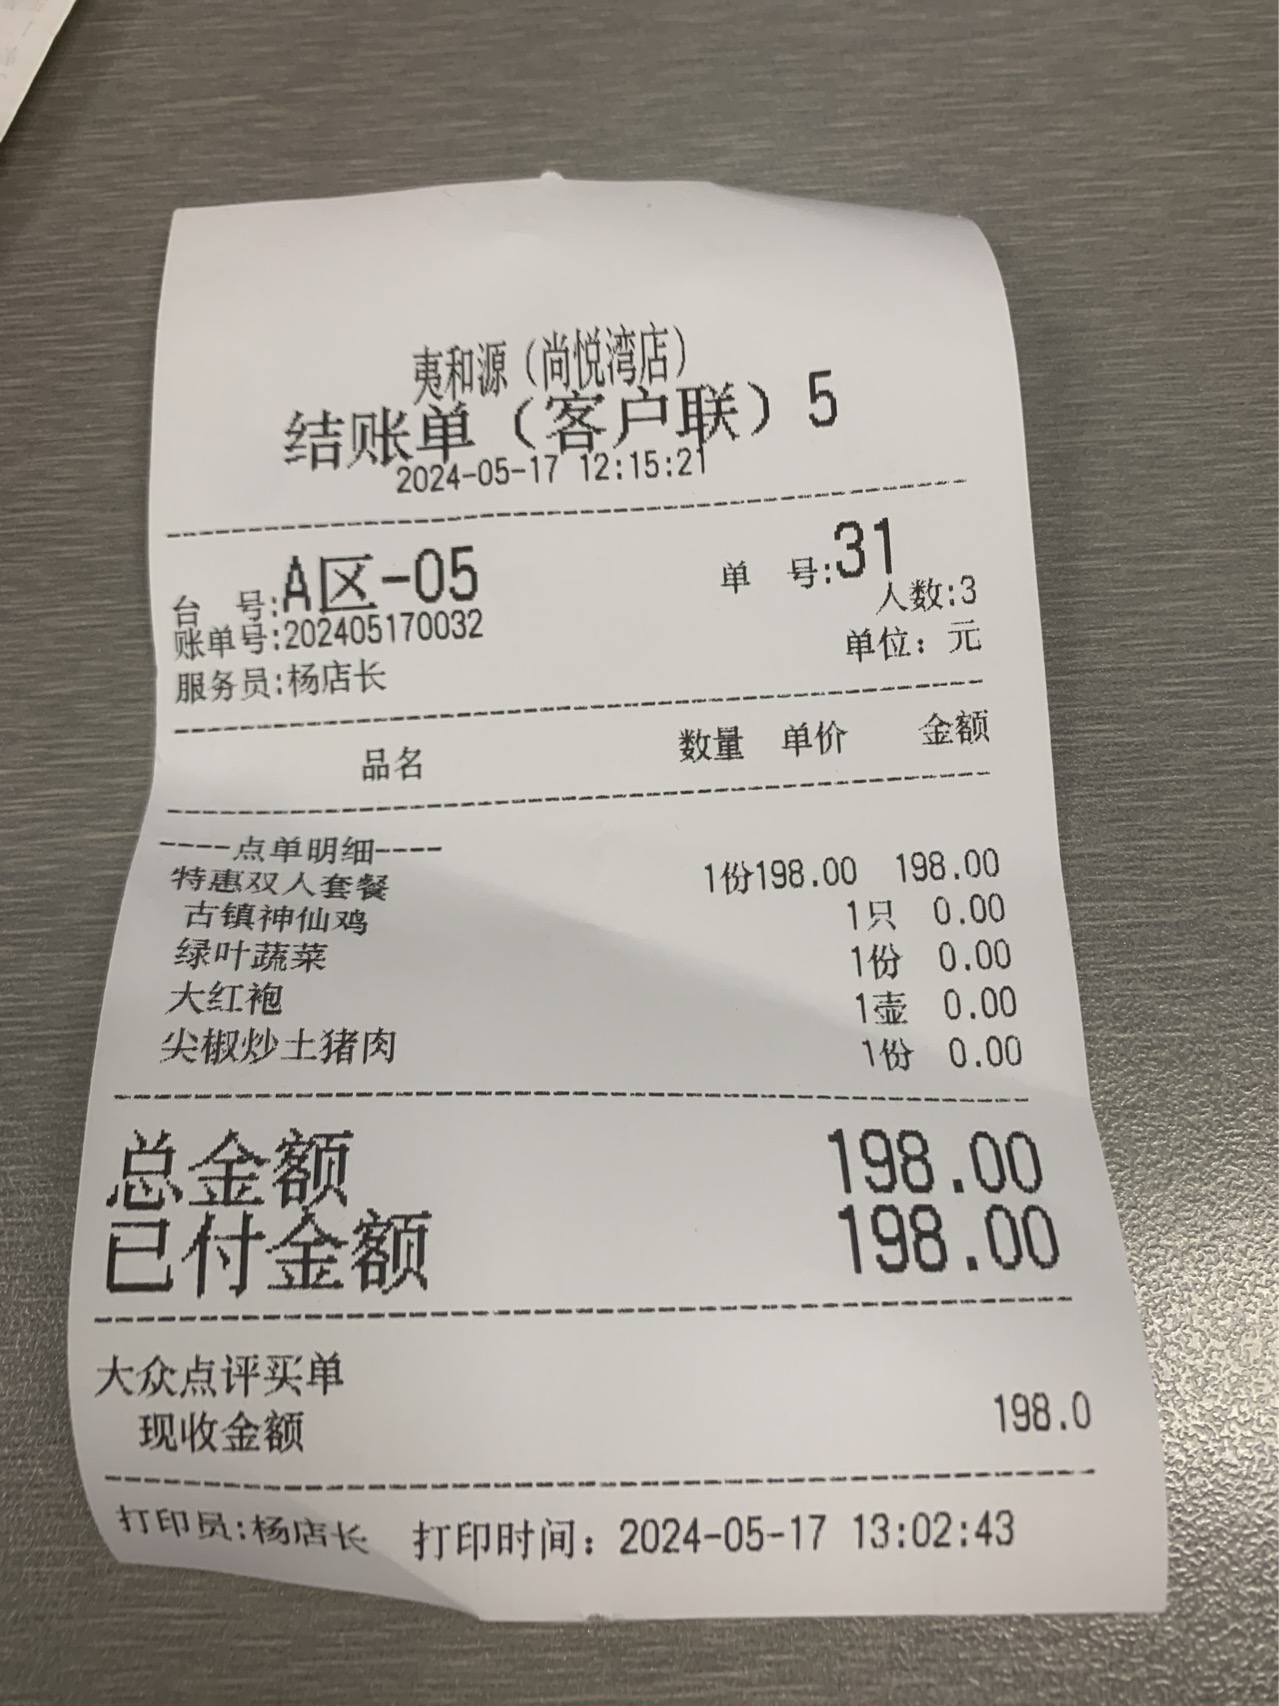 夷和源（尚悦湾店）
结账单（客户联）5
2024-05-17 12:15:21
台 号:A区-05 单 号:31
人数:3
账单号:202405170032
单位：元
服务员:杨店长
品名 数量 单价 金额
----点单明细----
特惠双人套餐 1份198.00 198.00
古镇神仙鸡 1只 0.00
绿叶蔬菜 1份 0.00
大红袍 1壶 0.00
尖椒炒土猪肉 1份 0.00
总金额 198.00
已付金额 198.00
大众点评买单
现收金额 198.0
打印员:杨店长 打印时间：2024-05-17 13:02:43